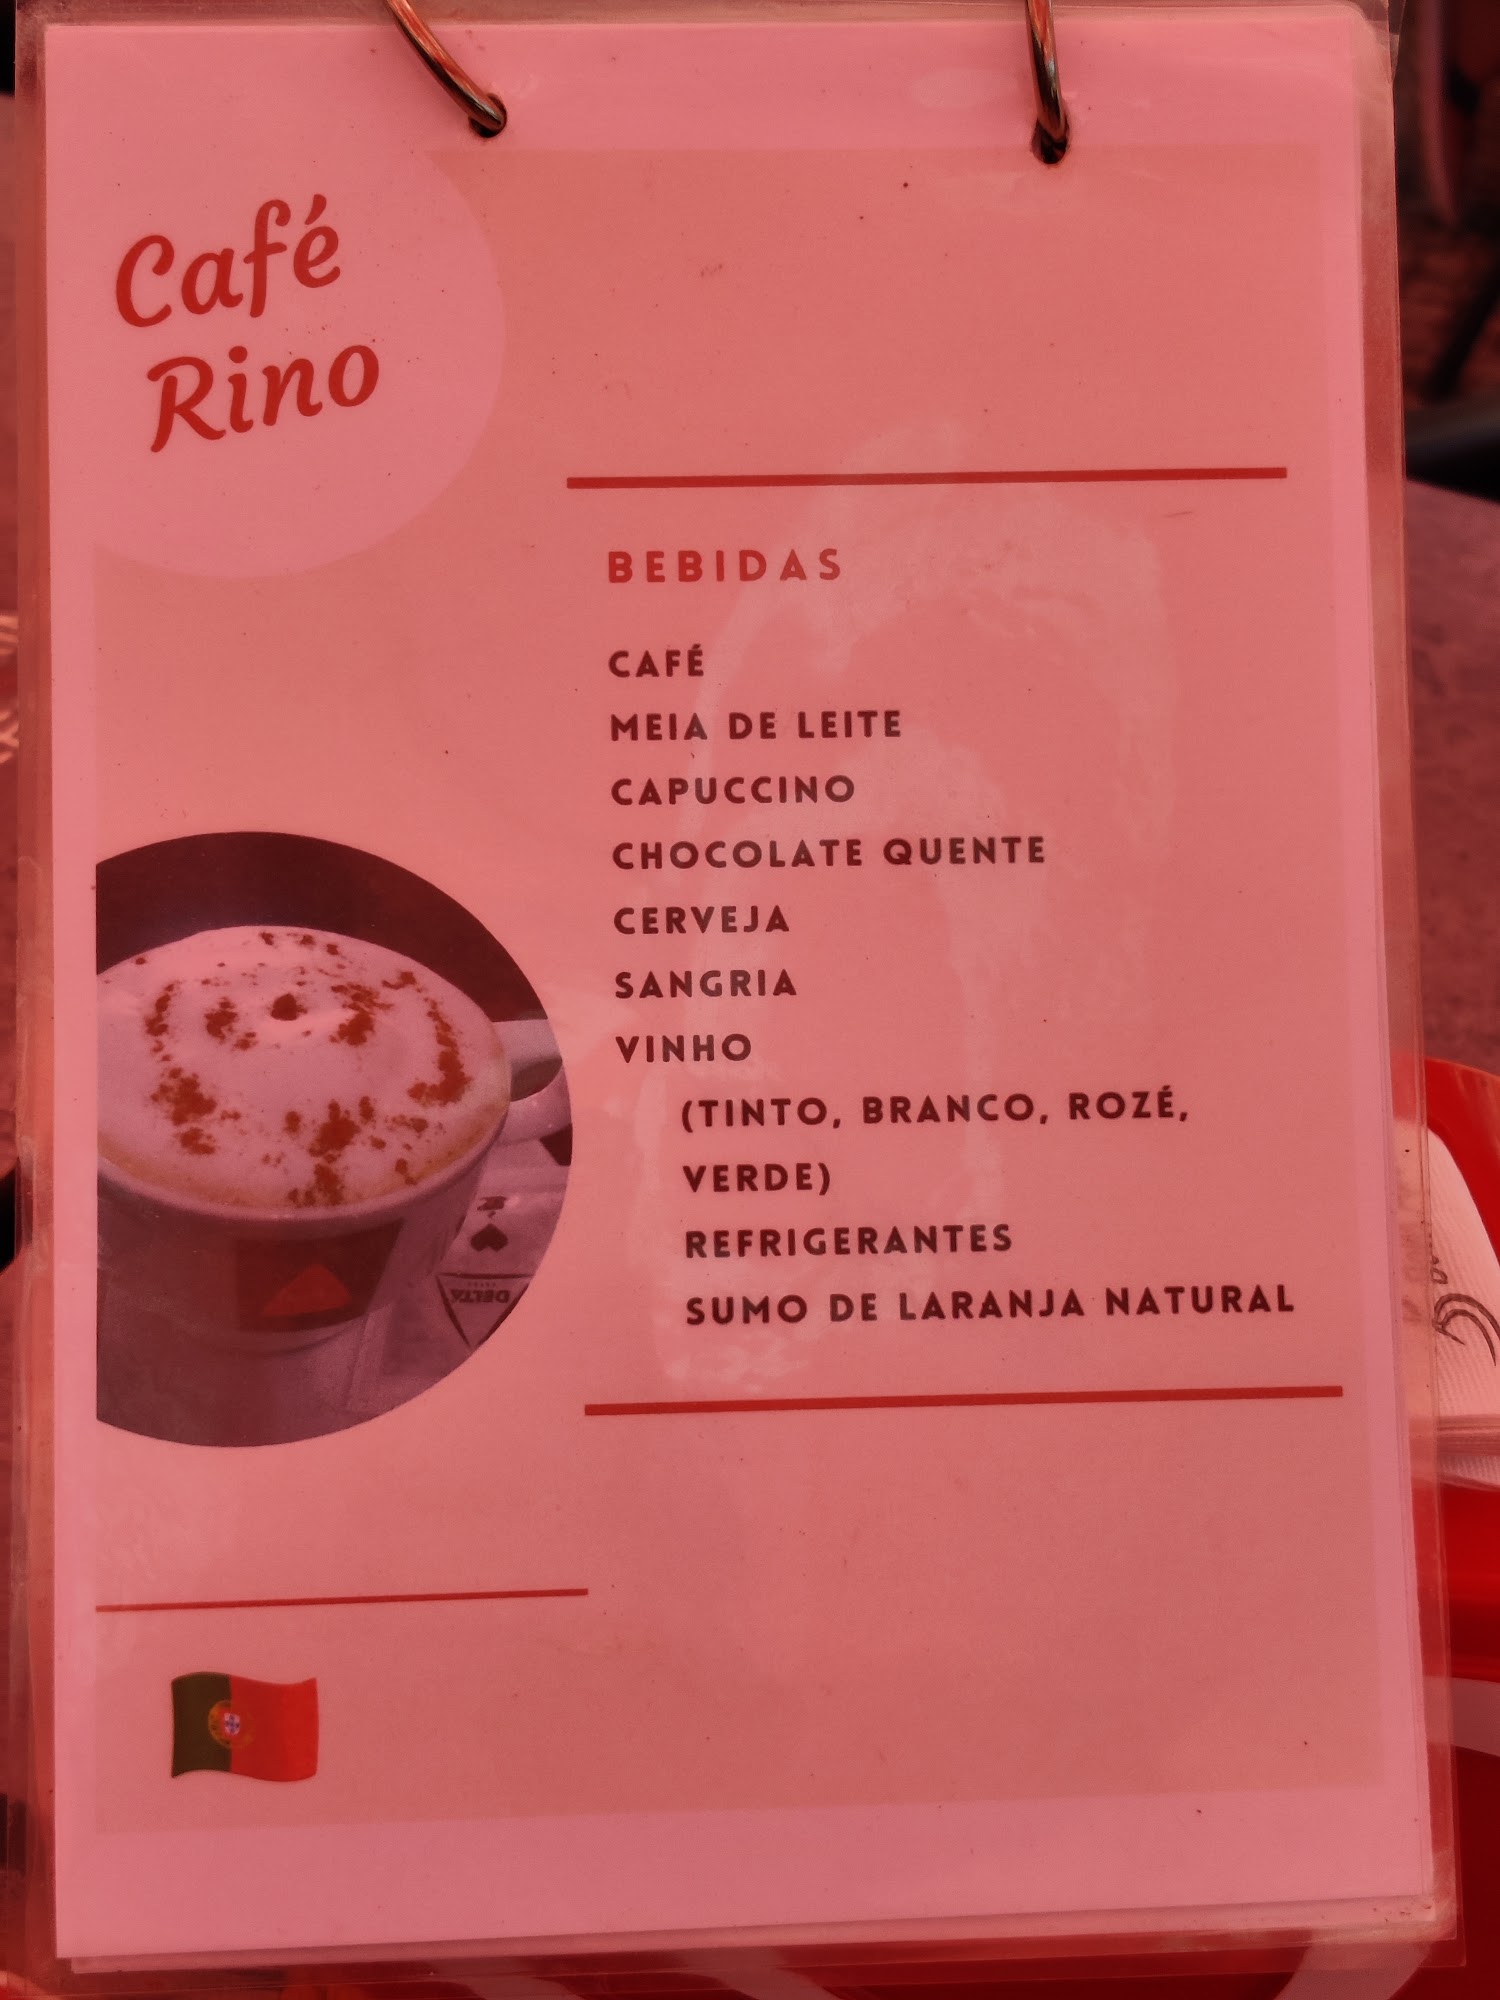 Café
Rino
BEBIDAS
CAFÉ
MEIA DE LEITE
CAPUCCINO
CHOCOLATE QUENTE
CERVEJA
SANGRIA
VINHO
(TINTO, BRANCO, ROZÉ,
VERDE)
REFRIGERANTES
SUMO DE LARANJA NATURAL
DELTA